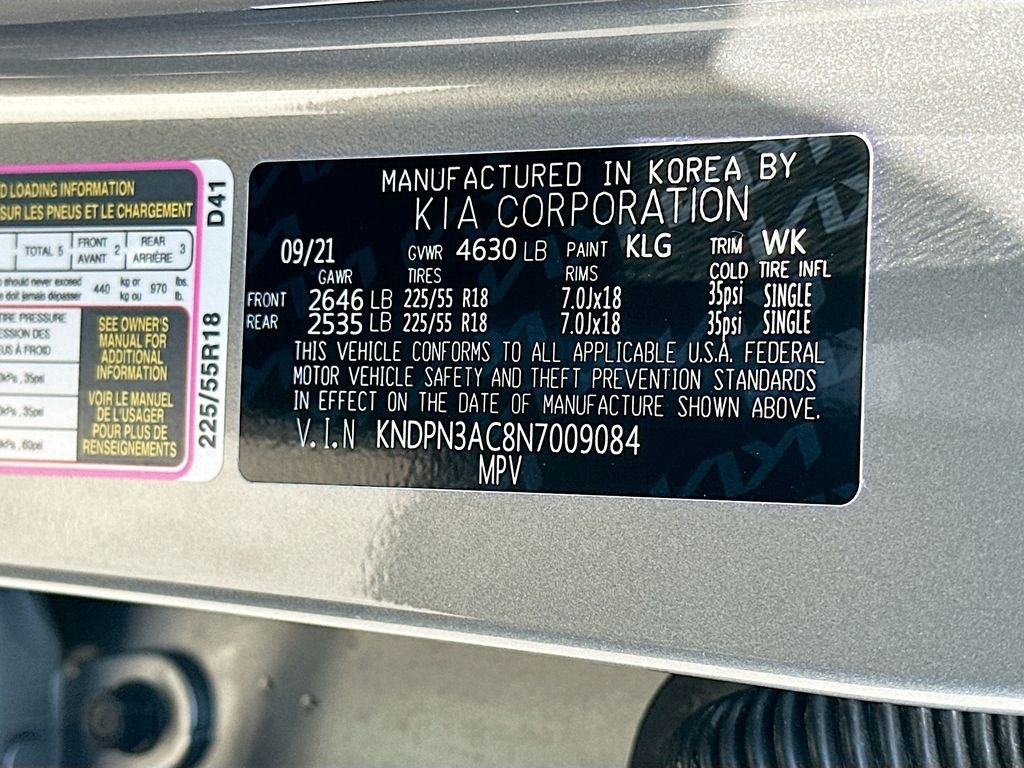 D LOADING INFORMATION
SUR LES PNEUS ET LE CHARGEMENT
TOTAL 5 FRONT AVANT 2 REAR ARRIÈRE 3
should never exceed 440 kg or 970 lbs.
doit jamais dépasser kg ou lb.
TIRE PRESSURE
ESSION DES
US À FROID
kPa, 35psi
kPa, 35psi
kPa, 60psi
SEE OWNER'S
MANUAL FOR
ADDITIONAL
INFORMATION
VOIR LE MANUEL
DE L'USAGER
POUR PLUS DE
RENSEIGNEMENTS
225/55R18 D41
MANUFACTURED IN KOREA BY
KIA CORPORATION
09/21 GVWR 4630 LB PAINT KLG TRIM WK
GAWR TIRES RIMS COLD TIRE INFL
FRONT 2646 LB 225/55 R18 7.0Jx18 35psi SINGLE
REAR 2535 LB 225/55 R18 7.0Jx18 35psi SINGLE
THIS VEHICLE CONFORMS TO ALL APPLICABLE U.S.A. FEDERAL
MOTOR VEHICLE SAFETY AND THEFT PREVENTION STANDARDS
IN EFFECT ON THE DATE OF MANUFACTURE SHOWN ABOVE.
V.I.N KNDPN3AC8N7009084
MPV